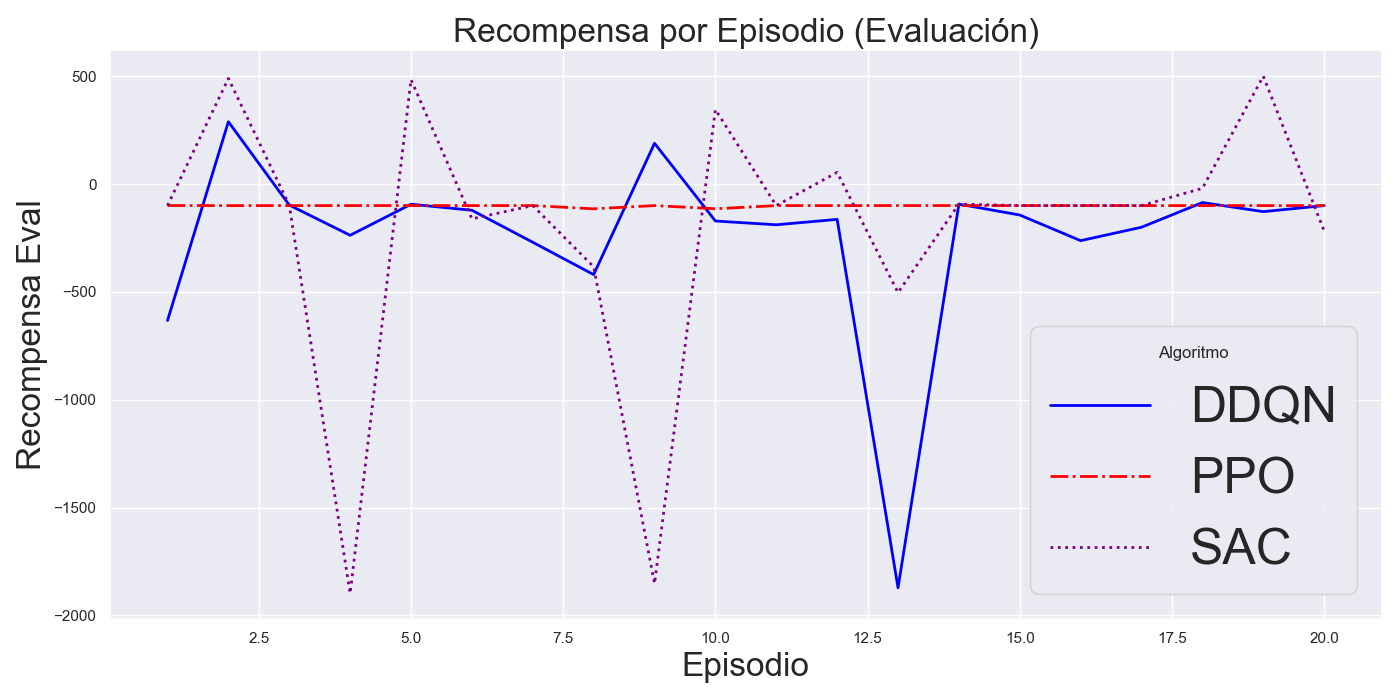 Recompensa por Episodio (Evaluación)
Recompensa Eval
500
0
−500
−1000
−1500
−2000
2.5
5.0
7.5
10.0
12.5
15.0
17.5
20.0
Episodio
Algoritmo
DDQN
PPO
SAC